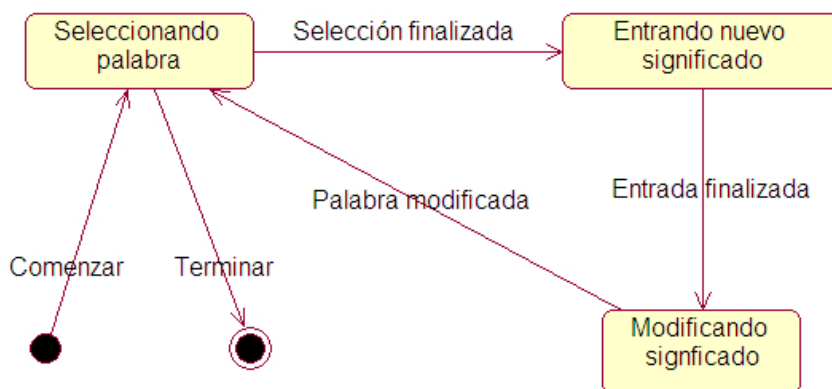 Seleccionando
palabra
Selección finalizada
Entrando nuevo
significado
Palabra modificada
Entrada finalizada
Comenzar
Terminar
Modificando
signficado